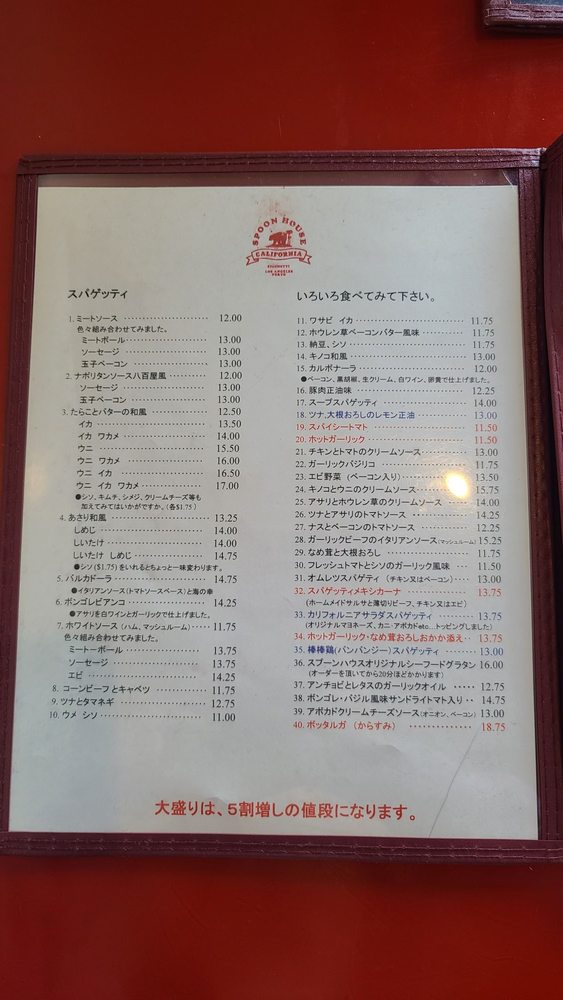 SPOON HOUSE
CALIFORNIA
SPAGHETTI
LOS ANGELES
TOKYO
スパゲッティ
1. ミートソース ‥‥‥‥‥‥‥ 12.00
色々組み合わせてみました。
ミートボール ‥‥‥‥‥‥ 13.00
ソーセージ ‥‥‥‥‥‥ 13.00
玉子ベーコン ‥‥‥‥‥‥ 13.00
2. ナポリタンソース八百屋風 ‥‥‥ 12.00
ソーセージ ‥‥‥‥‥‥ 13.00
玉子ベーコン ‥‥‥‥‥‥ 13.00
3. たらことバターの和風 ‥‥‥‥ 12.50
イカ ‥‥‥‥‥‥‥‥ 13.50
イカ ワカメ ‥‥‥‥‥‥ 14.00
ウニ ‥‥‥‥‥‥‥‥ 15.50
ウニ ワカメ ‥‥‥‥‥‥ 16.00
ウニ イカ ‥‥‥‥‥‥ 16.50
ウニ イカ ワカメ ‥‥‥‥ 17.00
●シソ、キムチ、シメジ、クリームチーズ等も
加えてみてはいかがですか。(各$1.75)
4. あさり和風 ‥‥‥‥‥‥‥ 13.25
しめじ ‥‥‥‥‥‥‥‥ 14.00
しいたけ ‥‥‥‥‥‥‥ 14.00
しいたけ しめじ ‥‥‥‥‥ 14.75
●シソ ($1.75) をいれるとちょっと一味変わります。
5. バルカドーラ ‥‥‥‥‥‥‥ 14.75
●イタリアンソース(トマトソースベース)と海の幸
6. ボンゴレビアンコ ‥‥‥‥‥‥ 14.25
●アサリを白ワインとガーリックで仕上げました。
7. ホワイトソース (ハム、マッシュルーム) ‥‥‥ 11.75
色々組み合わせてみました。
ミートーボール ‥‥‥‥‥‥ 13.75
ソーセージ ‥‥‥‥‥‥‥ 13.75
エビ ‥‥‥‥‥‥‥‥‥ 14.25
8. コーンビーフとキャベツ ‥‥‥‥ 11.75
9. ツナとタマネギ ‥‥‥‥‥‥ 12.75
10. ウメ シソ ‥‥‥‥‥‥‥ 11.00
いろいろ食べてみて下さい。
11. ワサビ イカ ‥‥‥‥‥‥‥ 11.75
12. ホウレン草ベーコンバター風味 ‥‥‥ 11.75
13. 納豆、シソ ‥‥‥‥‥‥‥ 11.75
14. キノコ和風 ‥‥‥‥‥‥‥ 13.00
15. カルボナーラ ‥‥‥‥‥‥‥ 12.00
●ベーコン、黒胡椒、生クリーム、白ワイン、卵黄で仕上げました。
16. 豚肉正油味 ‥‥‥‥‥‥‥ 12.25
17. スープスパゲッティ ‥‥‥‥‥ 14.00
18. ツナ、大根おろしのレモン正油 ‥‥‥ 13.00
19. スパイシートマト ‥‥‥‥‥‥ 11.50
20. ホットガーリック ‥‥‥‥‥‥ 11.50
21. チキンとトマトのクリームソース ‥‥‥ 13.00
22. ガーリックバジリコ ‥‥‥‥‥ 11.75
23. エビ野菜 (ベーコン入り) ‥‥‥‥ 13.50
24. キノコとウニのクリームソース ‥‥‥ 15.75
25. アサリとホウレン草のクリームソース ‥‥ 14.00
26. ツナとアサリのトマトソース ‥‥‥‥ 14.25
27. ナスとベーコンのトマトソース ‥‥‥ 12.25
28. ガーリックビーフのイタリアンソース(マッシュルーム) 15.25
29. なめ茸と大根おろし ‥‥‥‥‥ 11.75
30. フレッシュトマトとシソのガーリック風味 ‥‥ 11.50
31. オムレツスパゲティ (チキン又はベーコン) ‥‥ 13.00
32. スパゲッティメキシカーナ ‥‥‥‥ 13.75
(ホームメイドサルサと薄切りビーフ、チキン又はエビ)
33. カリフォルニアサラダスパゲッティ ‥‥‥ 13.75
(オリジナルマヨネーズ、カニ・アボカドetc...トッピングしました)
34. ホットガーリック・なめ茸おろしおかか添え ‥ 13.75
35. 棒棒鶏(バンバンジー)スパゲッティ ‥‥‥ 13.00
36. スプーンハウスオリジナルシーフードグラタン 16.00
(オーダーを頂いてから20分ほどかかります)
37. アンチョビとレタスのガーリックオイル ‥‥‥ 12.75
38. ボンゴレ・バジル風味サンドライトマト入り ‥ 14.75
39. アボカドクリームチーズソース(オニオン、ベーコン) 13.00
40. ボッタルガ (からすみ) ‥‥‥‥‥ 18.75
大盛りは、5割増しの値段になります。